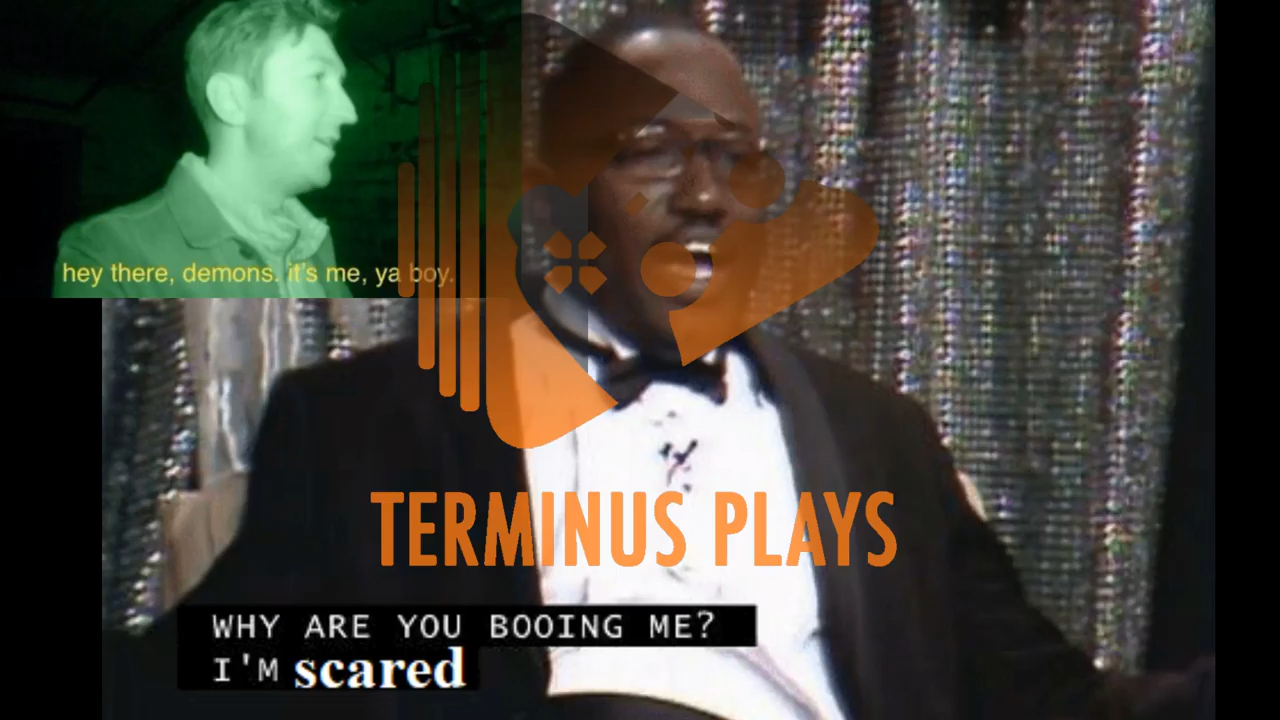 hey there, demons. it's me, ya boy.
TERMINUS PLAYS
WHY ARE YOU BOOING ME?
I'M scared